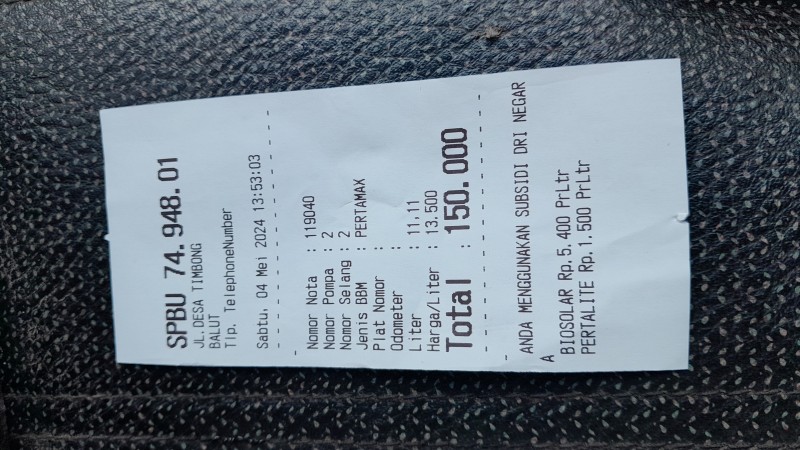 SPBU 74.948.01
JL.DESA TIMBONG
BALUT
Tlp. TelephoneNumber
Sabtu, 04 Mei 2024 13:53:03
- - - - - - - - - - - - - - - -
-
Nomor Nota : 119040
Nomor Pompa : 2
Nomor Selang : 2
Jenis BBM : PERTAMAX
Plat Nomor :
Odometer :
Liter : 11.11
Harga/Liter : 13.500
Total : 150.000
- - - - - - - - - - - - - - - -
-
ANDA MENGGUNAKAN SUBSIDI DRI NEGAR
A
BIOSOLAR Rp.5.400 PrLtr
PERTALITE Rp.1.500 PrLtr